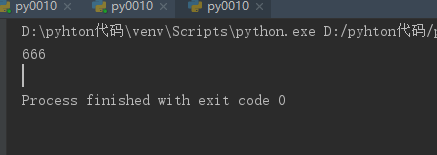 py0010 py0010 py0010
D:\pyhton代码\venv\Scripts\python.exe D:/pyhton代码/
666
Process finished with exit code 0